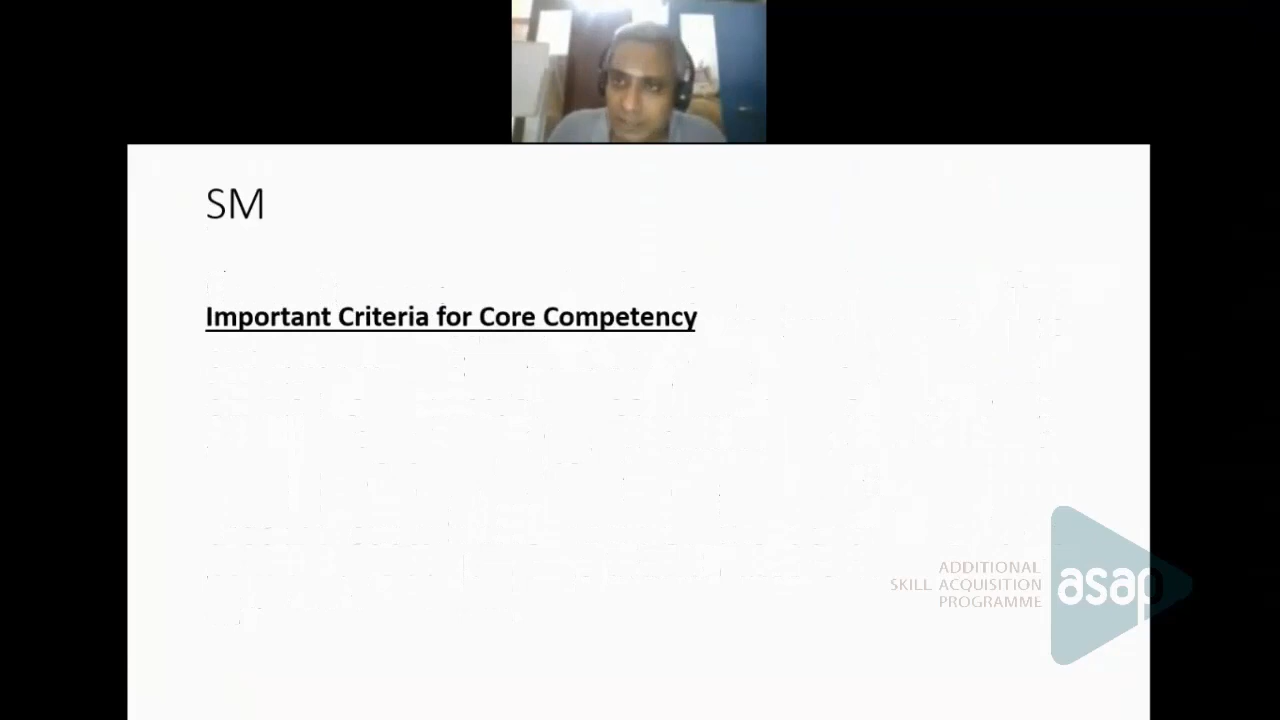 SM
Important Criteria for Core Competency
ADDITIONAL
SKILL ACQUISITION
PROGRAMME
asap